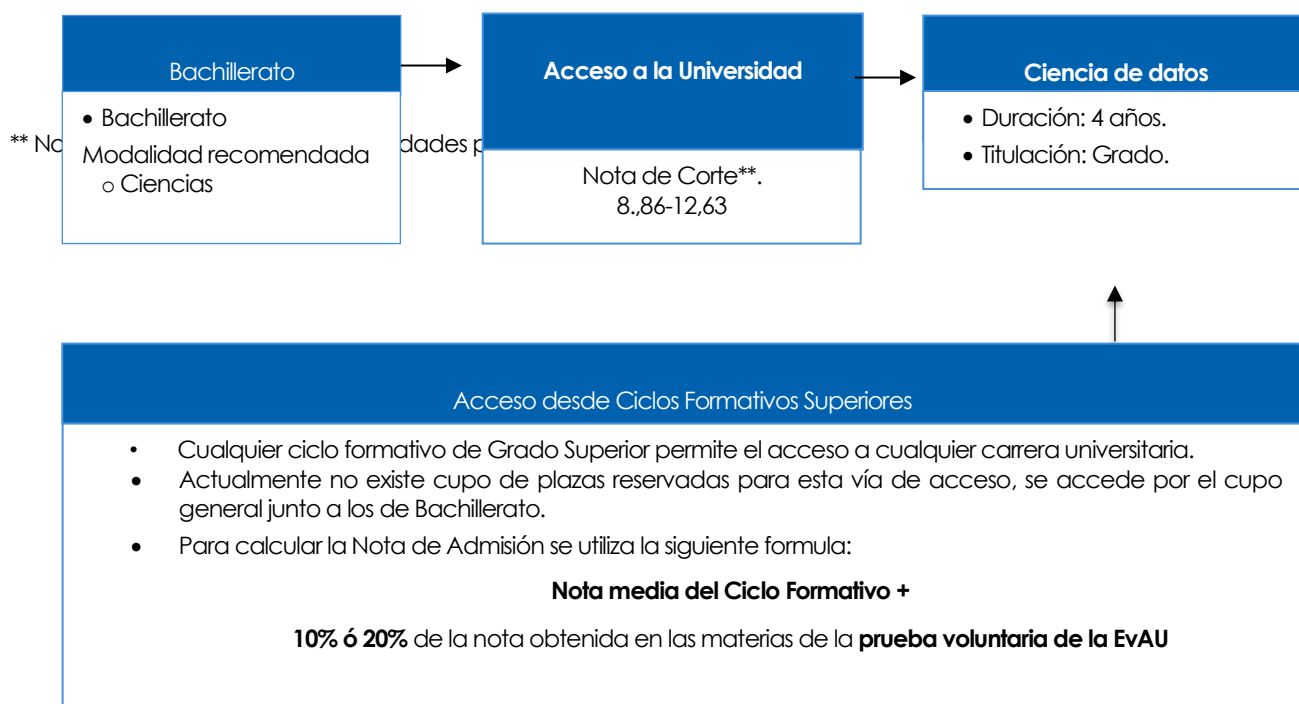 Bachillerato
• Bachillerato
Modalidad recomendada
o Ciencias
Acceso a la Universidad
Nota de Corte**.
8.,86-12,63
Ciencia de datos
• Duración: 4 años.
• Titulación: Grado.
**
Acceso desde Ciclos Formativos Superiores
• Cualquier ciclo formativo de Grado Superior permite el acceso a cualquier carrera universitaria.
• Actualmente no existe cupo de plazas reservadas para esta vía de acceso, se accede por el cupo
general junto a los de Bachillerato.
• Para calcular la Nota de Admisión se utiliza la siguiente formula:
Nota media del Ciclo Formativo +
10% ó 20% de la nota obtenida en las materias de la prueba voluntaria de la EvAU